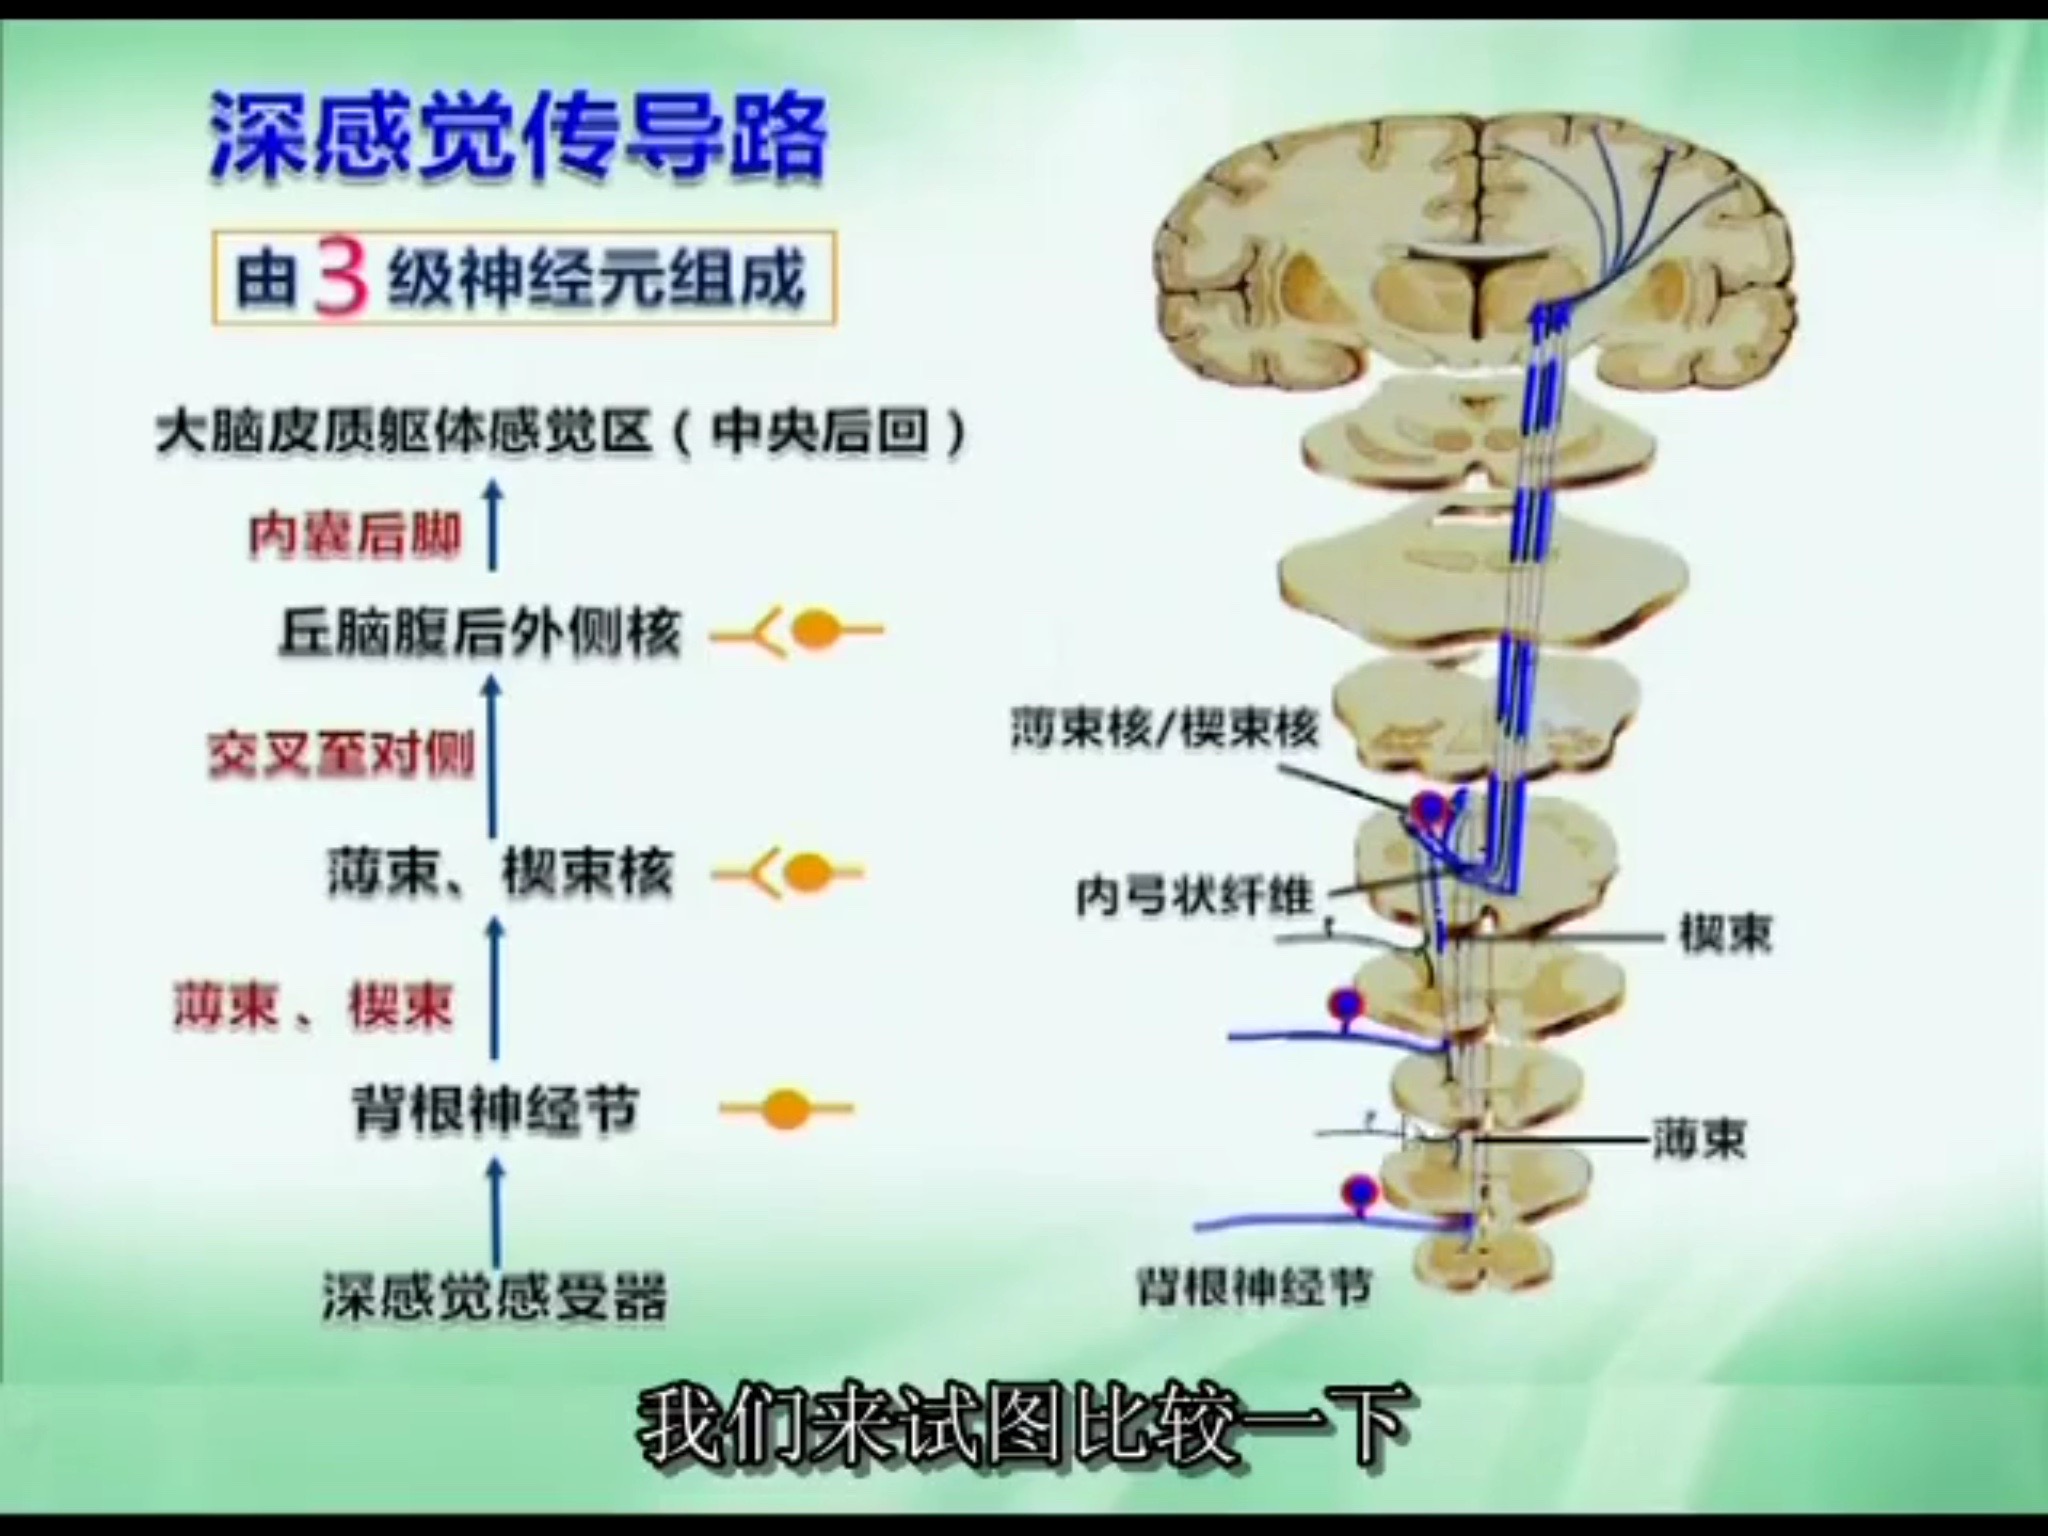 深感觉传导路
由3级神经元组成
大脑皮质躯体感觉区(中央后回)
内囊后脚
丘脑腹后外侧核
交叉至对侧
薄束、楔束核
薄束、楔束
背根神经节
深感觉感受器
薄束核/楔束核
内弓状纤维
楔束
薄束
背根神经节
我们来试图比较一下